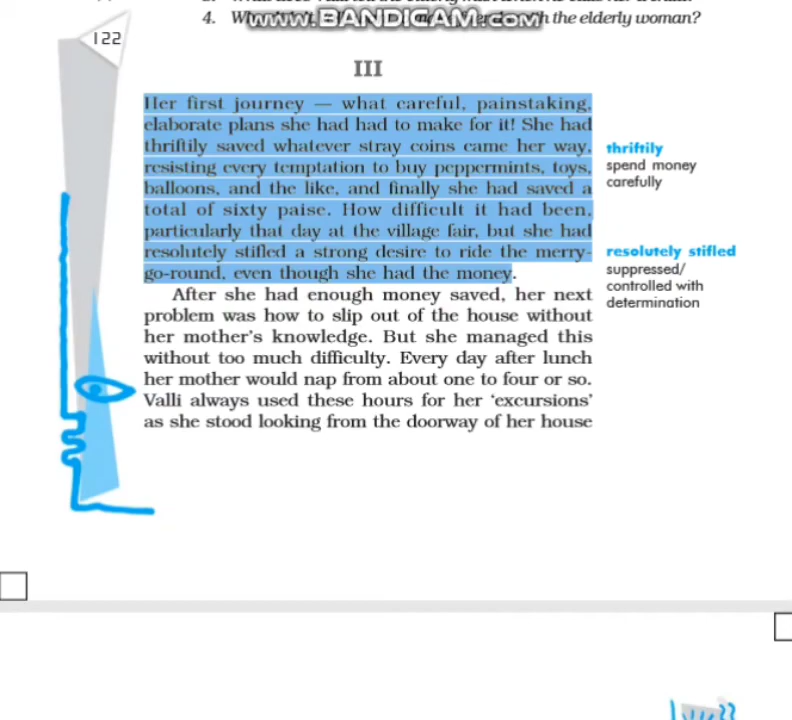 4. the elderly woman?
www.BANDICAM.com
122
III
Her first journey — what careful, painstaking,
elaborate plans she had had to make for it! She had
thriftily saved whatever stray coins came her way,
resisting every temptation to buy peppermints, toys,
balloons, and the like, and finally she had saved a
total of sixty paise. How difficult it had been,
particularly that day at the village fair, but she had
resolutely stifled a strong desire to ride the merry-
go-round, even though she had the money.
thriftily
spend money
carefully
resolutely stifled
suppressed/
controlled with
determination
After she had enough money saved, her next
problem was how to slip out of the house without
her mother's knowledge. But she managed this
without too much difficulty. Every day after lunch
her mother would nap from about one to four or so.
Valli always used these hours for her 'excursions'
as she stood looking from the doorway of her house